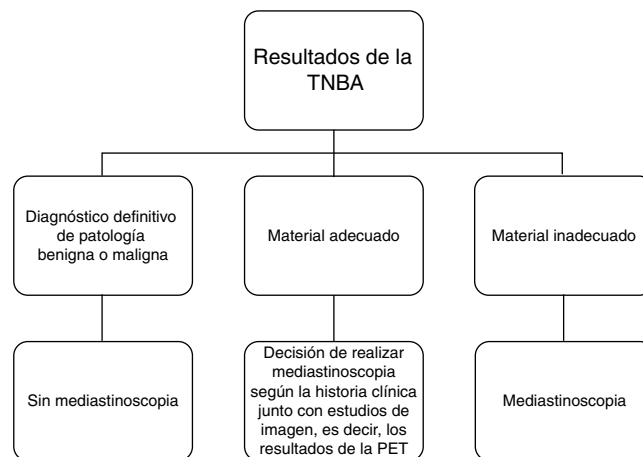 Resultados de la
TNBA
Diagnóstico definitivo
de patología
benigna o maligna
Material adecuado
Material inadecuado
Sin mediastinoscopia
Decisión de realizar
mediastinoscopia
según la historia clínica
junto con estudios de
imagen, es decir, los
resultados de la PET
Mediastinoscopia